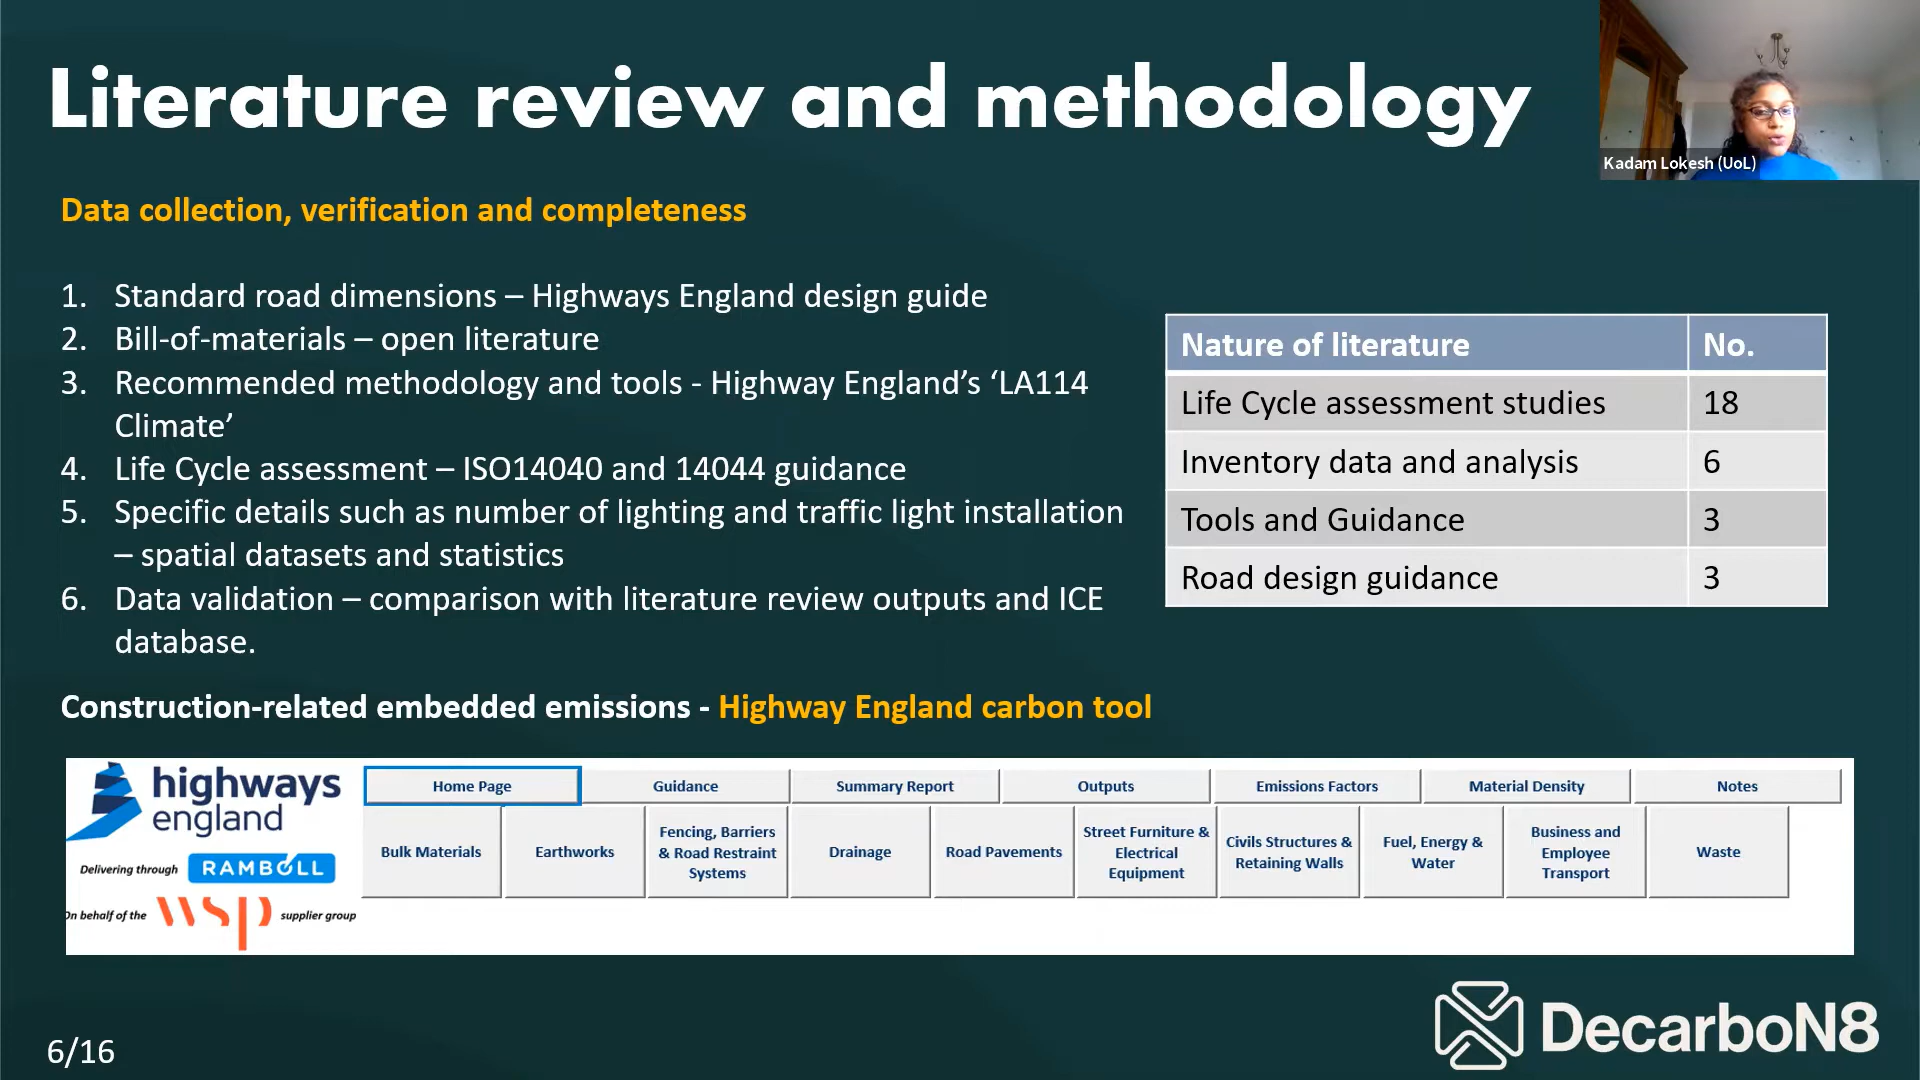 Literature review and methodology
Kadam Lokesh (UoL)
Data collection, verification and completeness
1. Standard road dimensions – Highways England design guide
2. Bill-of-materials – open literature
3. Recommended methodology and tools - Highway England’s ‘LA114
Climate’
4. Life Cycle assessment – ISO14040 and 14044 guidance
5. Specific details such as number of lighting and traffic light installation
– spatial datasets and statistics
6. Data validation – comparison with literature review outputs and ICE
database.
Nature of literature No.
Life Cycle assessment studies 18
Inventory data and analysis 6
Tools and Guidance 3
Road design guidance 3
Construction-related embedded emissions - Highway England carbon tool
highways
england
Delivering through RAMBOLL
On behalf of the wsp supplier group
Home Page Guidance Summary Report Outputs Emissions Factors Material Density Notes
Bulk Materials
Earthworks
Fencing, Barriers
& Road Restraint
Systems
Drainage
Road Pavements
Street Furniture &
Electrical
Equipment
Civils Structures &
Retaining Walls
Fuel, Energy &
Water
Business and
Employee
Transport
Waste
6/16
DecarboN8